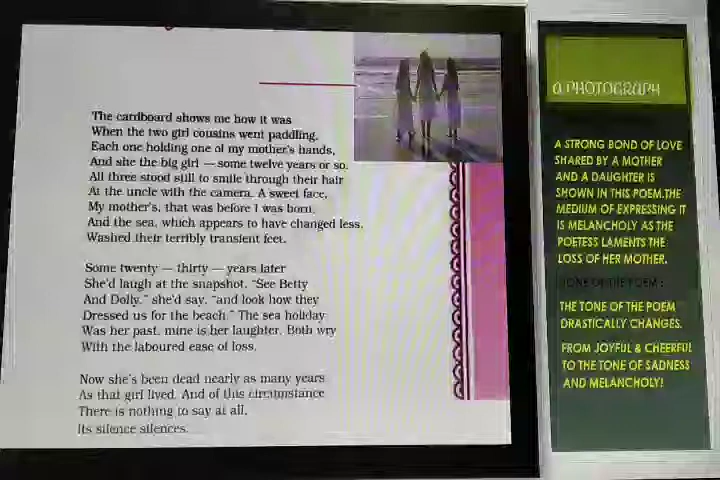 The cardboard shows me how it was
When the two girl cousins went paddling,
Each one holding one of my mother's hands,
And she the big girl — some twelve years or so.
All three stood still to smile through their hair
At the uncle with the camera. A sweet face,
My mother's, that was before I was born.
And the sea, which appears to have changed less,
Washed their terribly transient feet.
Some twenty — thirty — years later
She'd laugh at the snapshot. "See Betty
And Dolly," she'd say, "and look how they
Dressed us for the beach." The sea holiday
Was her past, mine is her laughter. Both wry
With the laboured ease of loss.
Now she's been dead nearly as many years
As that girl lived. And of this circumstance
There is nothing to say at all.
Its silence silences.
a PHOTOGRAPH
A STRONG BOND OF LOVE
SHARED BY A MOTHER
AND A DAUGHTER IS
SHOWN IN THIS POEM.THE
MEDIUM OF EXPRESSING IT
IS MELANCHOLY AS THE
POETESS LAMENTS THE
LOSS OF HER MOTHER.
TONE OF THE POEM :
THE TONE OF THE POEM
DRASTICALLY CHANGES.
FROM JOYFUL & CHEERFUL
TO THE TONE OF SADNESS
AND MELANCHOLY!